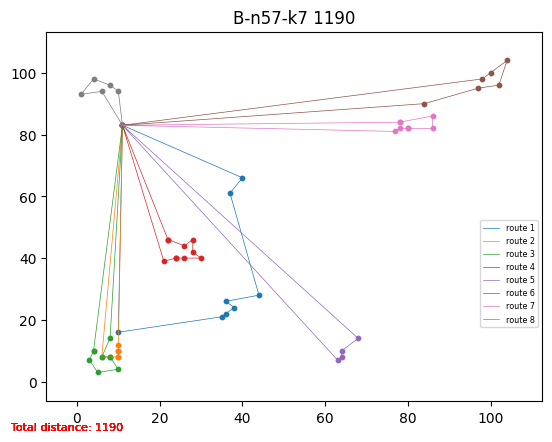 B-n57-k7 1190
100
80
60
40
20
0
route 1
route 2
route 3
route 4
route 5
route 6
route 7
route 8
0
20
40
60
80
100
Total distance: 1190